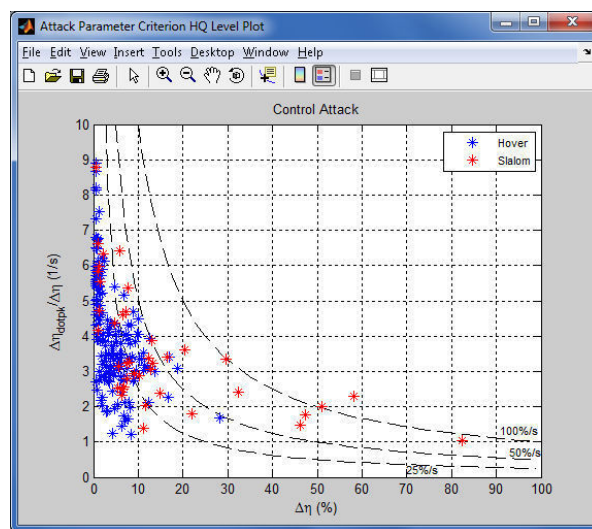 Attack Parameter Criterion HQ Level Plot
File Edit View Insert Tools Desktop Window Help
Control Attack
10
9
8
7
6
5
4
3
2
1
0
Δη_dotpk/Δη (1/s)
Hover
Slalom
100%/s
50%/s
25%/s
0 10 20 30 40 50 60 70 80 90 100
Δη (%)